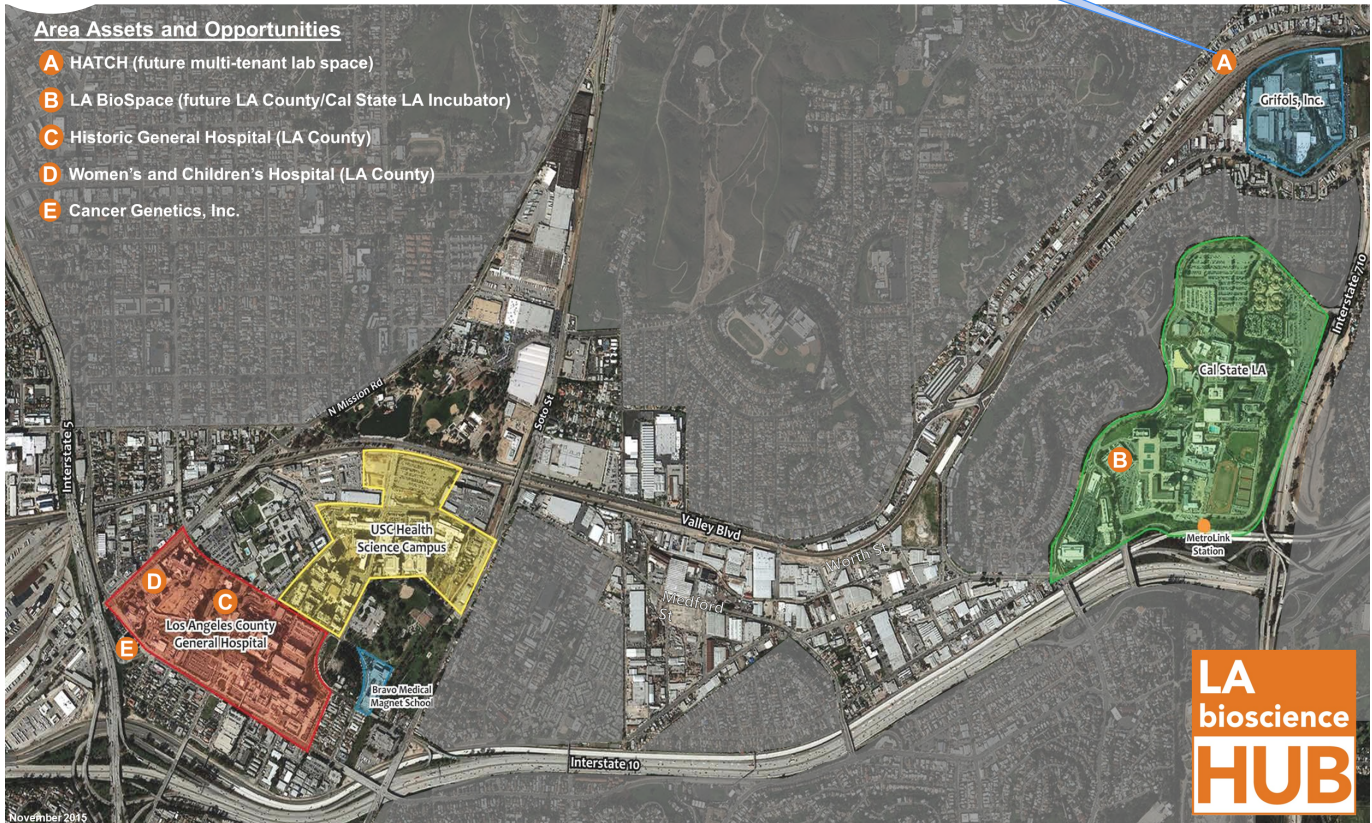 Area Assets and Opportunities
A HATCH (future multi-tenant lab space)
B LA BioSpace (future LA County/Cal State LA Incubator)
C Historic General Hospital (LA County)
D Women's and Children's Hospital (LA County)
E Cancer Genetics, Inc.
A
Grifols, Inc.
Interstate 710
Cal State LA
N Mission Rd
Soto St
Interstate 5
B
USC Health
Science Campus
Valley Blvd
MetroLink
Station
Worth St
D
C
Medford
St
Los Angeles County
General Hospital
E
Bravo Medical
Magnet School
Interstate 10
LA
bioscience
HUB
November 2015